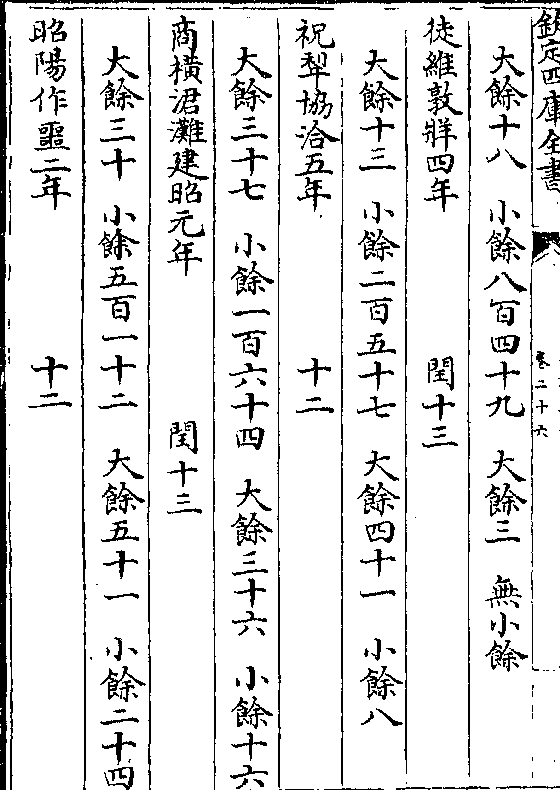 欽定四庫全書
卷二十六
大餘十八　小餘八百四十九　大餘三　無小餘
徒維敦牂四年　閏十三
大餘十三　小餘二百五十七　大餘四十一　小餘八
祝犁協洽五年　十二
大餘三十七　小餘一百六十四　大餘三十六　小餘十六
商横涒灘建昭元年　閏十三
大餘三十　小餘五百一十二　大餘五十一　小餘二十四
昭陽作噩二年　十二